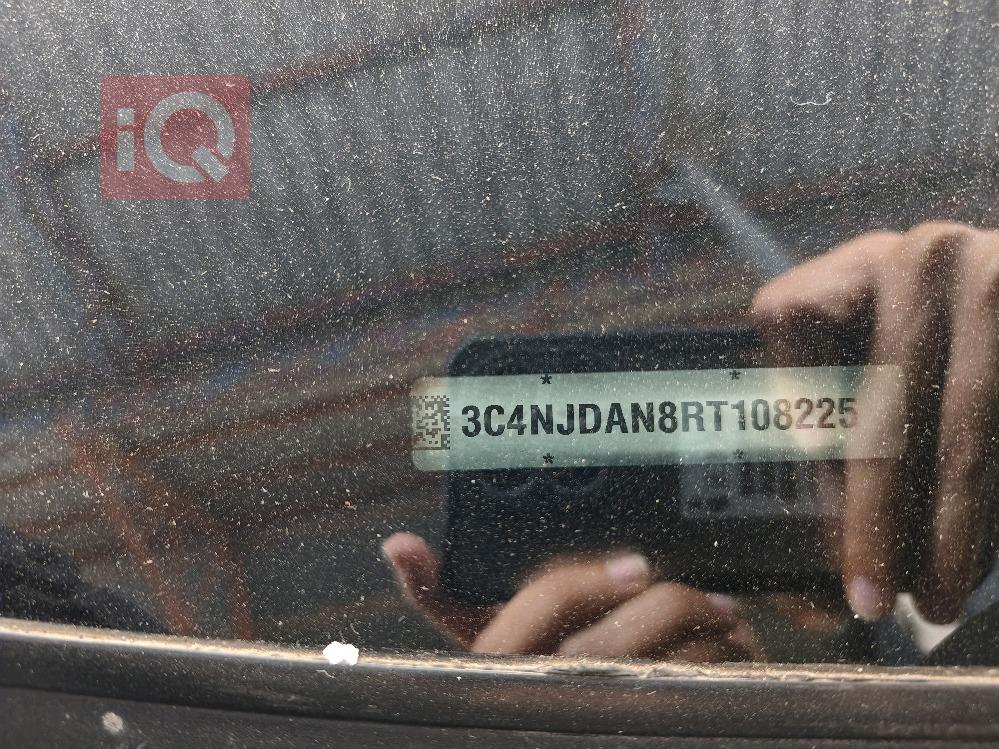 iQ
* *
3C4NJDAN8RT108225
* *